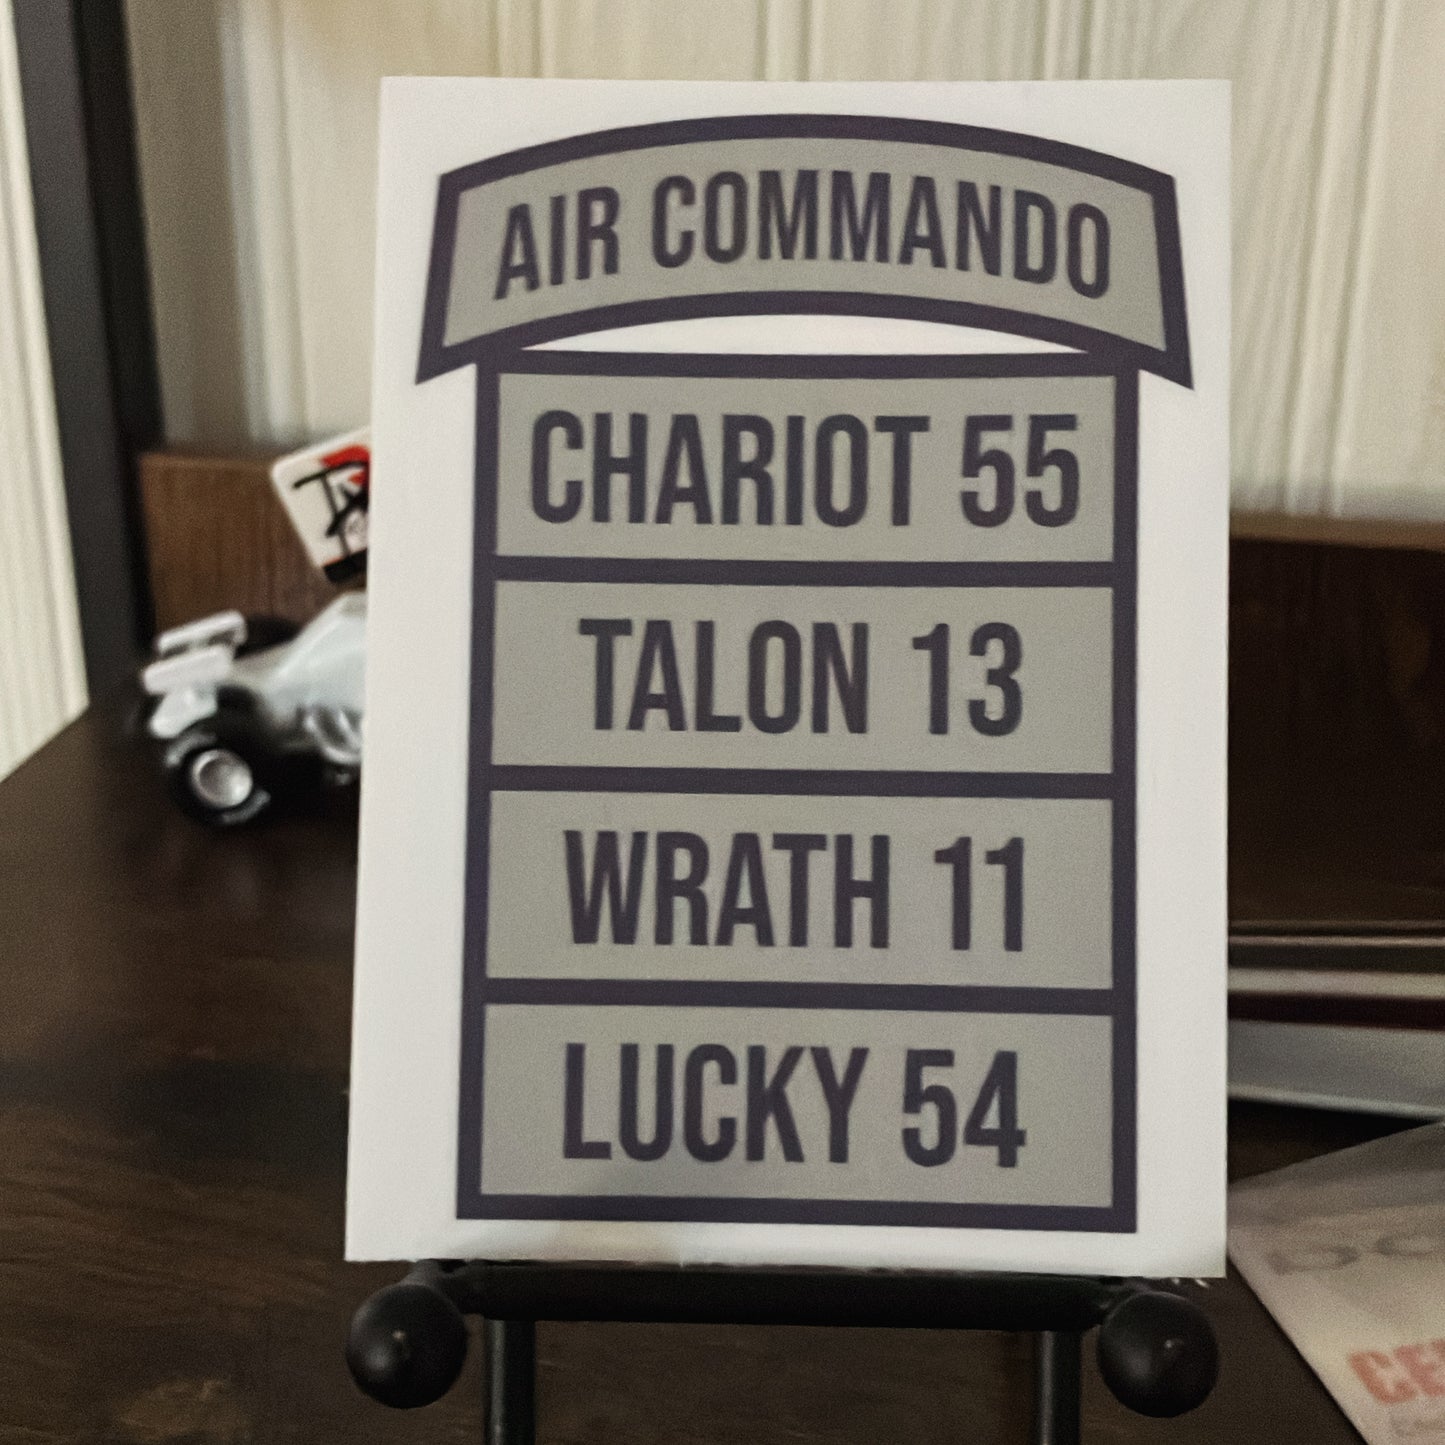 AIR COMMANDO
CHARIOT 55
TALON 13
WRATH 11
LUCKY 54